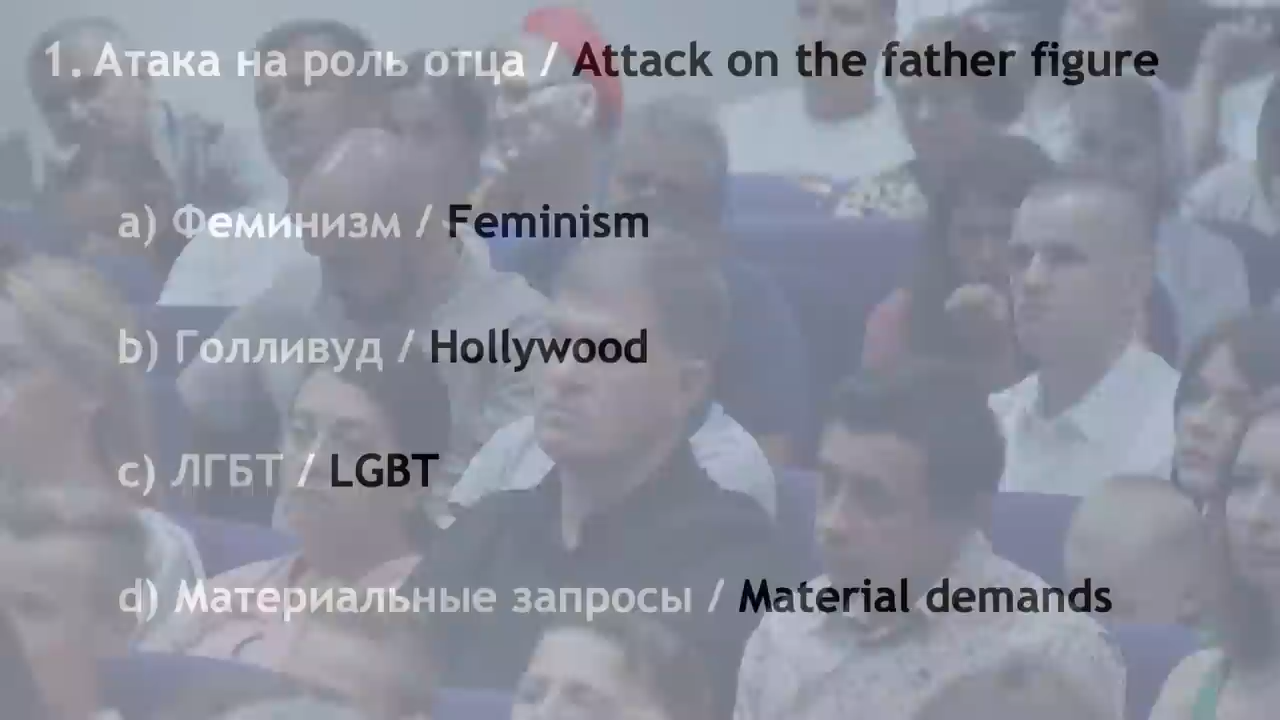 1. Атака на роль отца / Attack on the father figure
a) Феминизм / Feminism
b) Голливуд / Hollywood
c) ЛГБТ / LGBT
d) Материальные запросы / Material demands